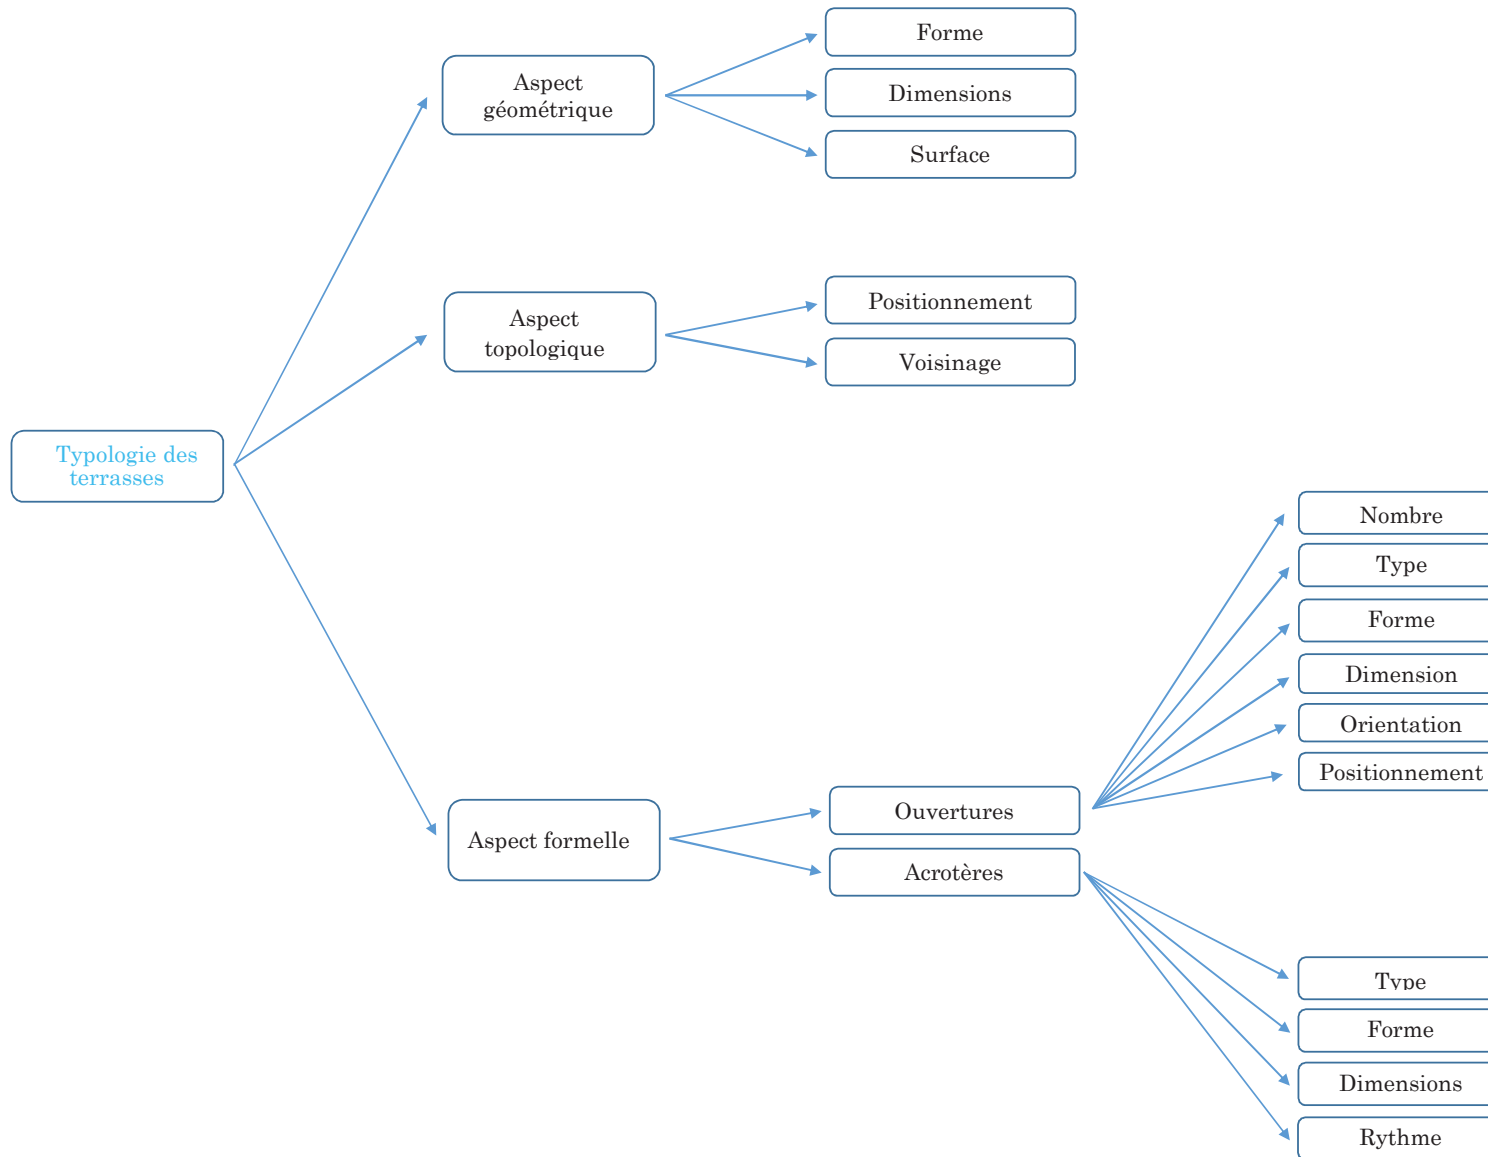 Forme
Aspect
géométrique
Dimensions
Surface
Positionnement
Aspect
topologique
Voisinage
Typologie des
terrasses
Nombre
Type
Forme
Dimension
Orientation
Positionnement
Ouvertures
Aspect formelle
Acrotères
Type
Forme
Dimensions
Rythme